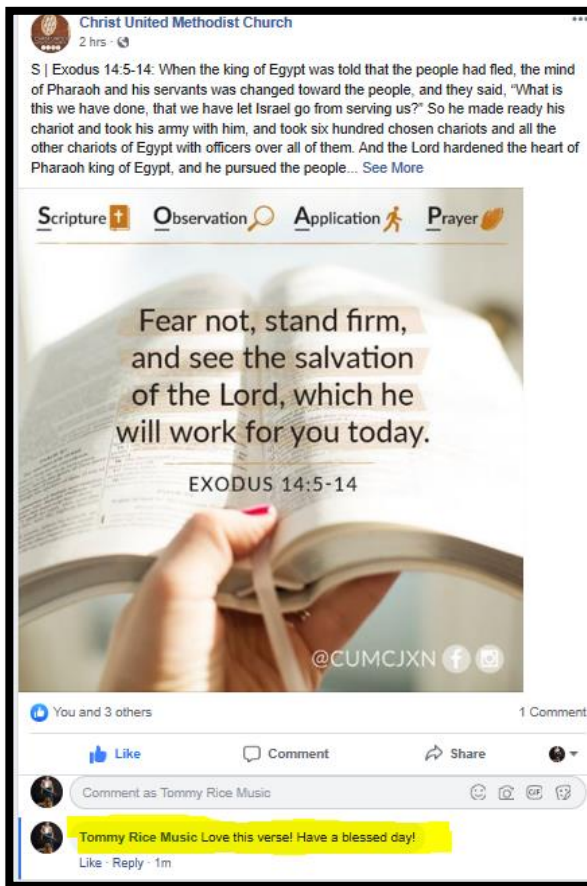 Christ United Methodist Church
2 hrs ·
S | Exodus 14:5-14: When the king of Egypt was told that the people had fled, the mind
of Pharaoh and his servants was changed toward the people, and they said, “What is
this we have done, that we have let Israel go from serving us?” So he made ready his
chariot and took his army with him, and took six hundred chosen chariots and all the
other chariots of Egypt with officers over all of them. And the Lord hardened the heart of
Pharaoh king of Egypt, and he pursued the people... See More
Scripture Observation Application Prayer
Fear not, stand firm,
and see the salvation
of the Lord, which he
will work for you today.
EXODUS 14:5-14
@CUMCJXN
You and 3 others 1 Comment
Like Comment Share
Comment as Tommy Rice Music GIF
Tommy Rice Music Love this verse! Have a blessed day!
Like · Reply · 1m